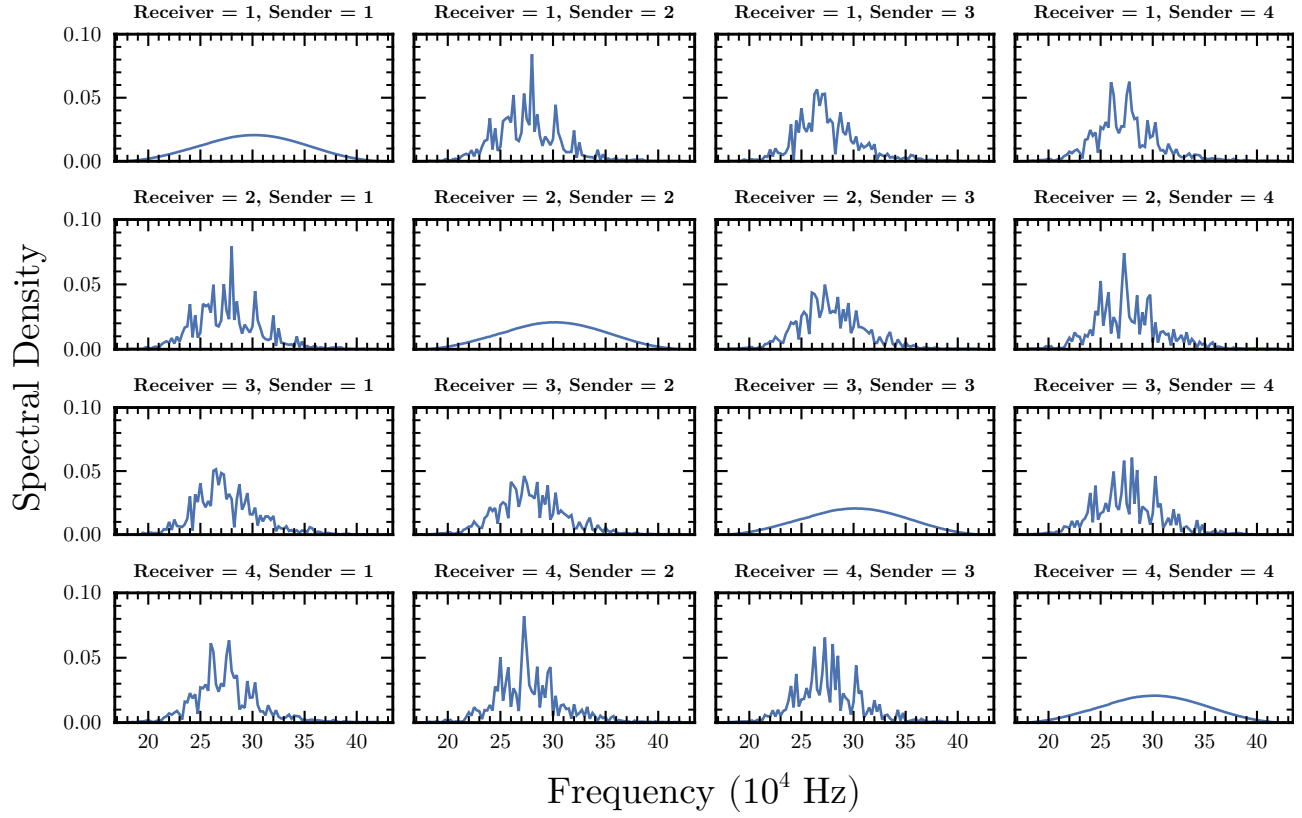 Receiver = 1, Sender = 1 Receiver = 1, Sender = 2 Receiver = 1, Sender = 3 Receiver = 1, Sender = 4
0.10
0.05
0.00
Receiver = 2, Sender = 1 Receiver = 2, Sender = 2 Receiver = 2, Sender = 3 Receiver = 2, Sender = 4
0.10
0.05
0.00
Spectral Density
Receiver = 3, Sender = 1 Receiver = 3, Sender = 2 Receiver = 3, Sender = 3 Receiver = 3, Sender = 4
0.10
0.05
0.00
Receiver = 4, Sender = 1 Receiver = 4, Sender = 2 Receiver = 4, Sender = 3 Receiver = 4, Sender = 4
0.10
0.05
0.00
20 25 30 35 40 20 25 30 35 40 20 25 30 35 40 20 25 30 35 40
Frequency (10⁴ Hz)